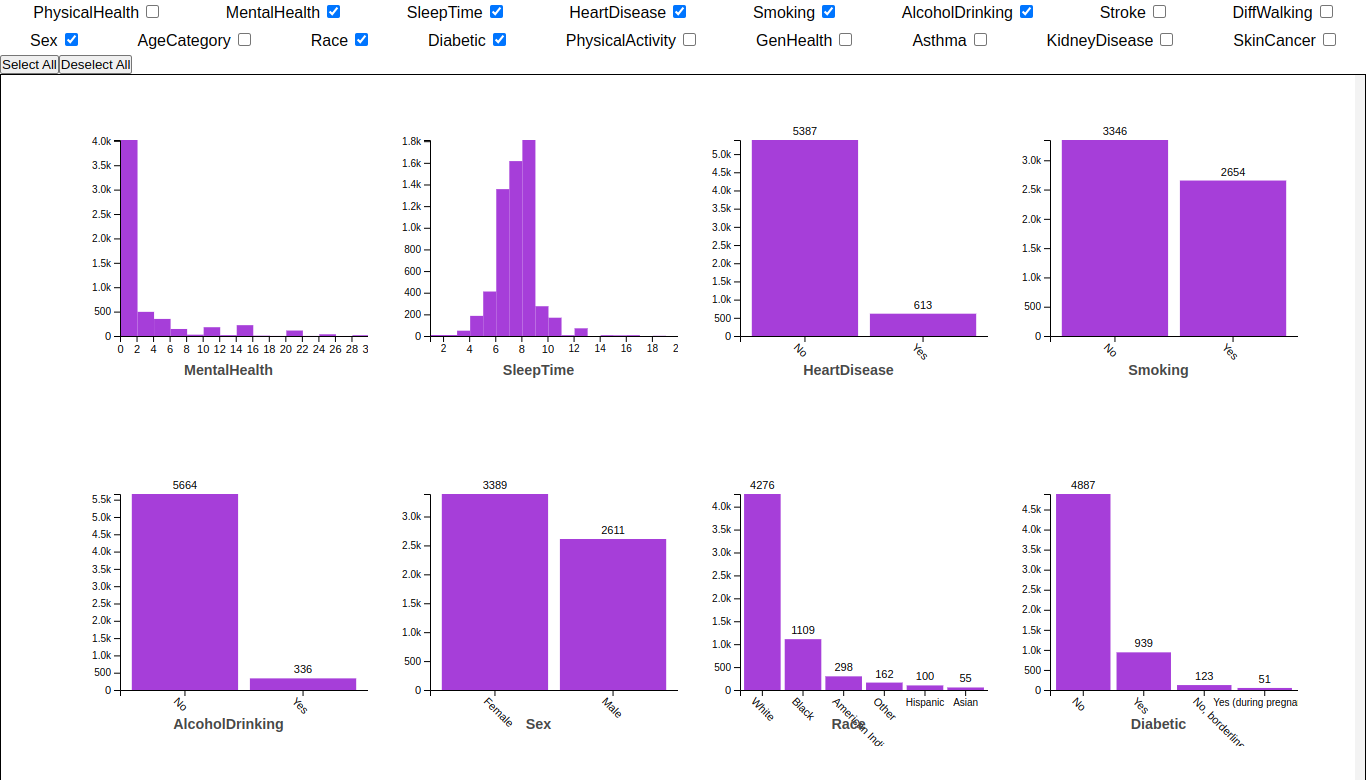 PhysicalHealth MentalHealth SleepTime HeartDisease Smoking AlcoholDrinking Stroke DiffWalking
Sex AgeCategory Race Diabetic PhysicalActivity GenHealth Asthma KidneyDisease SkinCancer
Select All Deselect All
4.0k
3.5k
3.0k
2.5k
2.0k
1.5k
1.0k
500
0
0 2 4 6 8 10 12 14 16 18 20 22 24 26 28 3
MentalHealth
1.8k
1.6k
1.4k
1.2k
1.0k
800
600
400
200
0
2 4 6 8 10 12 14 16 18 2
SleepTime
5387
613
5.0k
4.5k
4.0k
3.5k
3.0k
2.5k
2.0k
1.5k
1.0k
500
0
No Yes
HeartDisease
3346
2654
3.0k
2.5k
2.0k
1.5k
1.0k
500
0
No Yes
Smoking
5664
336
5.5k
5.0k
4.5k
4.0k
3.5k
3.0k
2.5k
2.0k
1.5k
1.0k
500
0
No Yes
AlcoholDrinking
3389
2611
3.0k
2.5k
2.0k
1.5k
1.0k
500
0
Female Male
Sex
4276
1109
298 162 100 55
4.0k
3.5k
3.0k
2.5k
2.0k
1.5k
1.0k
500
0
White Black American Indi Other Hispanic Asian
Race
4887
939
123 51
4.5k
4.0k
3.5k
3.0k
2.5k
2.0k
1.5k
1.0k
500
0
No Yes No, borderline Yes (during pregna
Diabetic